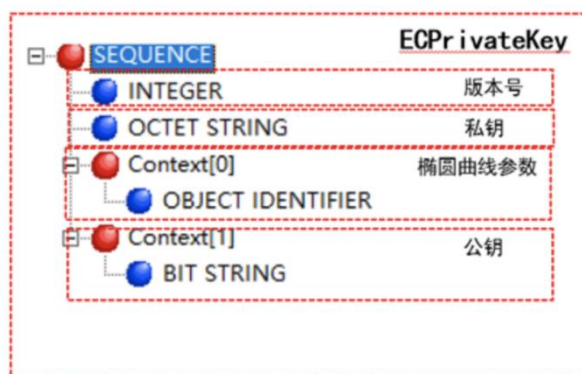 ECPrivateKey
SEQUENCE
INTEGER 版本号
OCTET STRING 私钥
Context[0] 椭圆曲线参数
OBJECT IDENTIFIER
Context[1] 公钥
BIT STRING